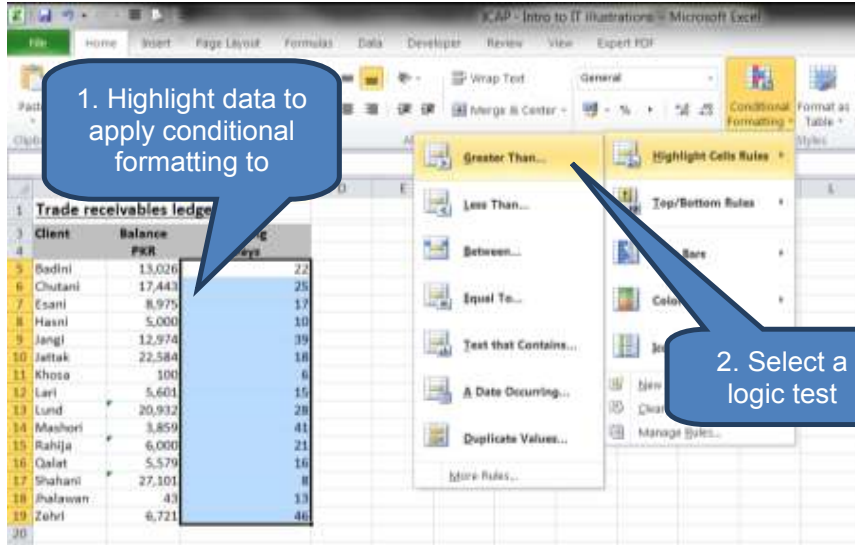 ICAP - Intro to IT Illustrations - Microsoft Excel
File Home Insert Page Layout Formulas Data Developer Review View Expert PDF
Wrap Text General
Merge & Center
Conditional Formatting
Format as Table
Styles
1. Highlight data to
apply conditional
formatting to
Greater Than...
Less Than...
Between...
Equal To...
Text that Contains...
A Date Occurring...
Duplicate Values...
More Rules...
Highlight Cells Rules
Top/Bottom Rules
Bars
Manage Rules...
2. Select a
logic test
E L
1 Trade receivables
3 Client Balance
4 PKR
5 Badini 13,026 22
6 Chutani 17,443 25
7 Esani 8,975 17
8 Hasni 5,000 10
9 Jangi 12,974 39
10 Jattak 22,584 18
11 Khosa 100 6
12 Lari 5,601 15
13 Lund 20,932 28
14 Mashori 3,859 41
15 Rahija 6,000 21
16 Qalat 5,579 16
17 Shahani 27,101 8
18 Jhalawan 43 13
19 Zehri 6,721 46
20